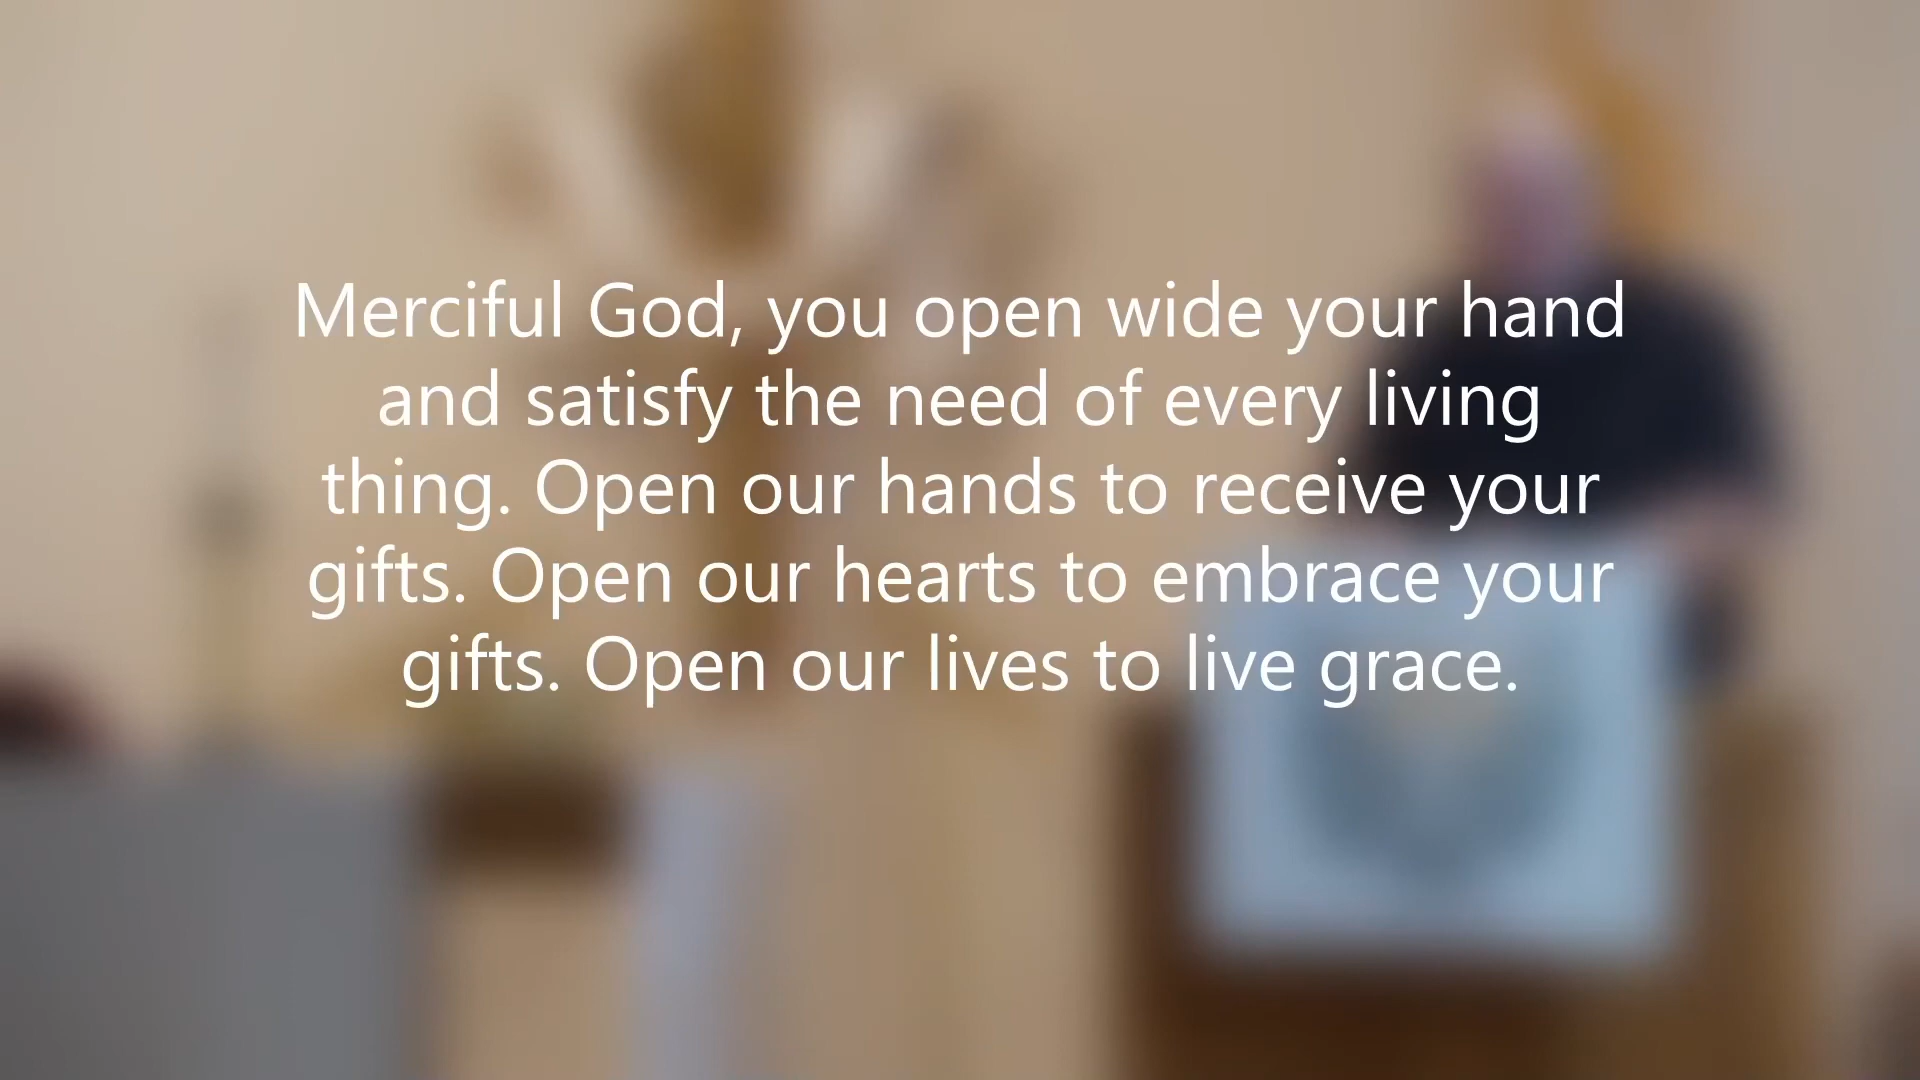 Merciful God, you open wide your hand
and satisfy the need of every living
thing. Open our hands to receive your
gifts. Open our hearts to embrace your
gifts. Open our lives to live grace.